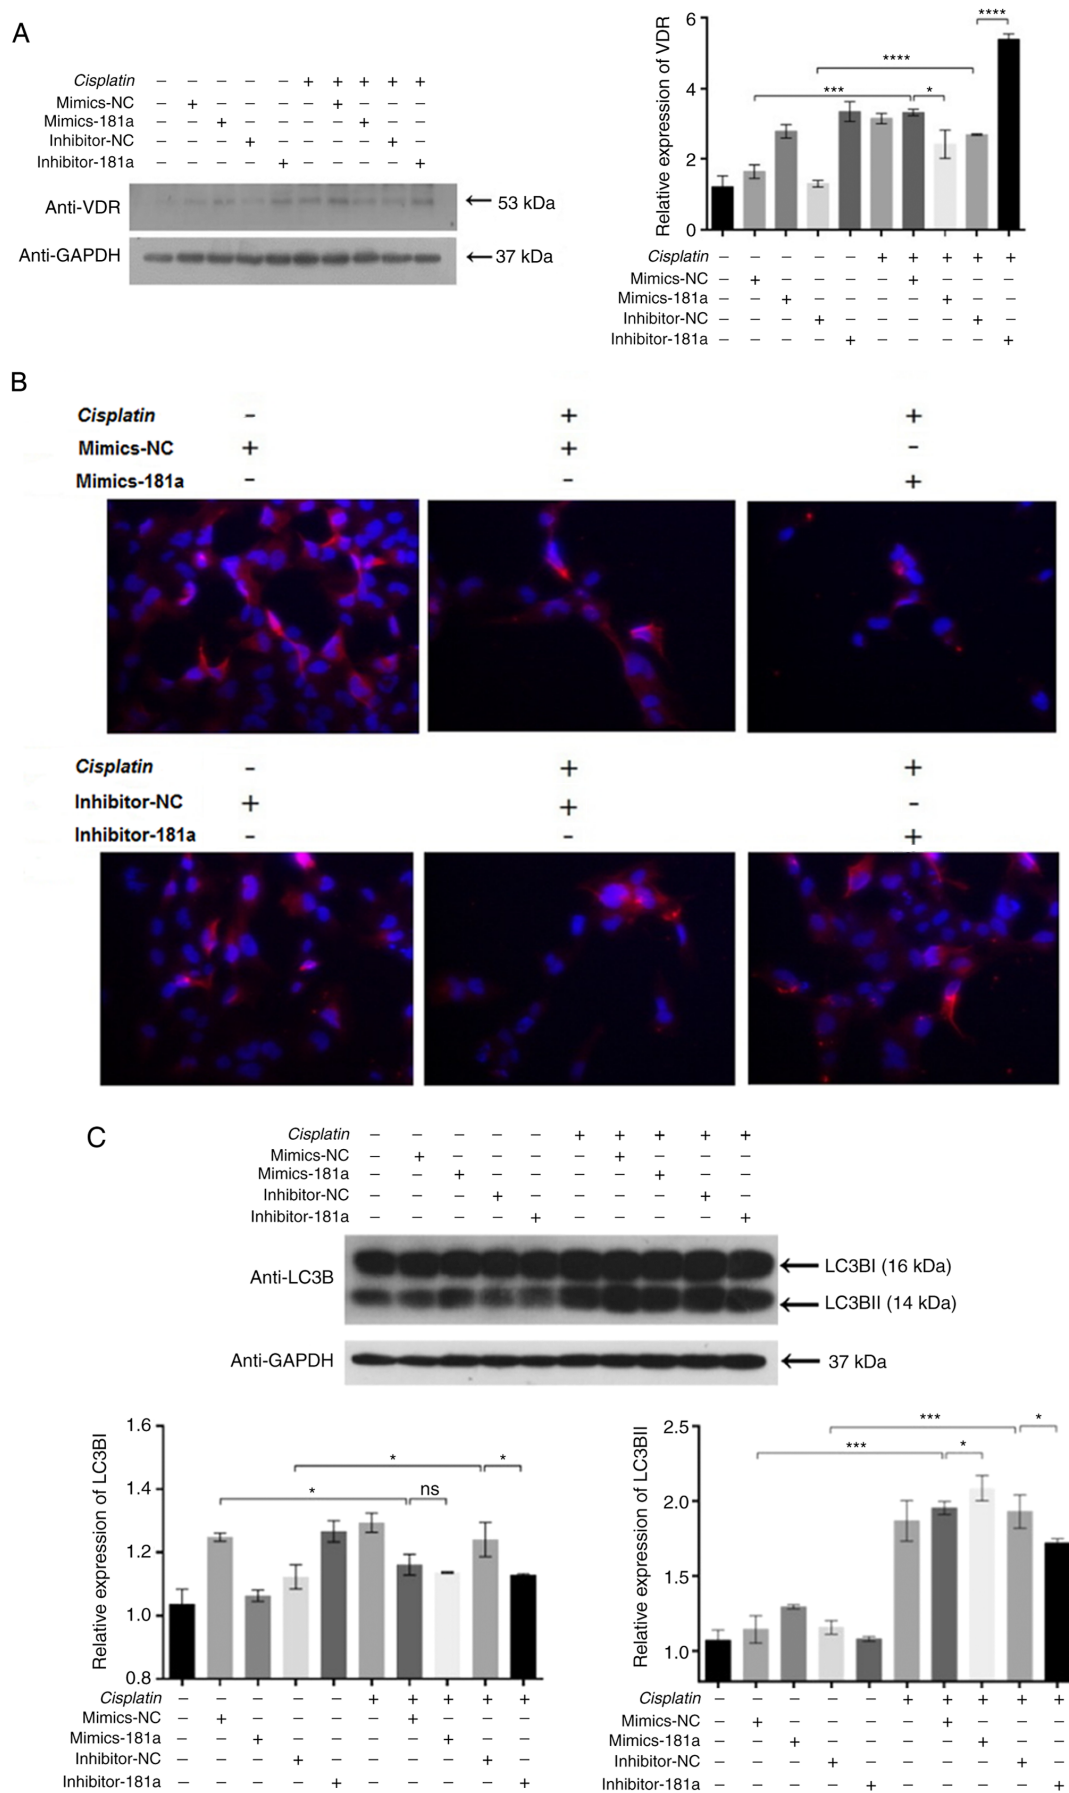 A
Cisplatin − − − − − + + + + +
Mimics-NC − + − − − − + − − −
Mimics-181a − − + − − − − + − −
Inhibitor-NC − − − + − − − − + −
Inhibitor-181a − − − − + − − − − +
Anti-VDR
53 kDa
Anti-GAPDH
37 kDa
Relative expression of VDR
6
4
2
0
****
****
***
*
Cisplatin − − − − − + + + + +
Mimics-NC − + − − − − + − − −
Mimics-181a − − + − − − − + − −
Inhibitor-NC − − − + − − − − + −
Inhibitor-181a − − − − + − − − − +
B
Cisplatin - + +
Mimics-NC + + -
Mimics-181a - - +
Cisplatin - + +
Inhibitor-NC + + -
Inhibitor-181a - - +
C
Cisplatin − − − − − + + + + +
Mimics-NC − + − − − − + − − −
Mimics-181a − − + − − − − + − −
Inhibitor-NC − − − + − − − − + −
Inhibitor-181a − − − − + − − − − +
Anti-LC3B
LC3BI (16 kDa)
LC3BII (14 kDa)
Anti-GAPDH
37 kDa
Relative expression of LC3BI
1.6
1.4
1.2
1.0
0.8
*
*
*
ns
Cisplatin − − − − − + + + + +
Mimics-NC − + − − − − + − − −
Mimics-181a − − + − − − − + − −
Inhibitor-NC − − − + − − − − + −
Inhibitor-181a − − − − + − − − − +
Relative expression of LC3BII
2.5
2.0
1.5
1.0
***
*
***
*
Cisplatin − − − − − + + + + +
Mimics-NC − + − − − − + − − −
Mimics-181a − − + − − − − + − −
Inhibitor-NC − − − + − − − − + −
Inhibitor-181a − − − − + − − − − +